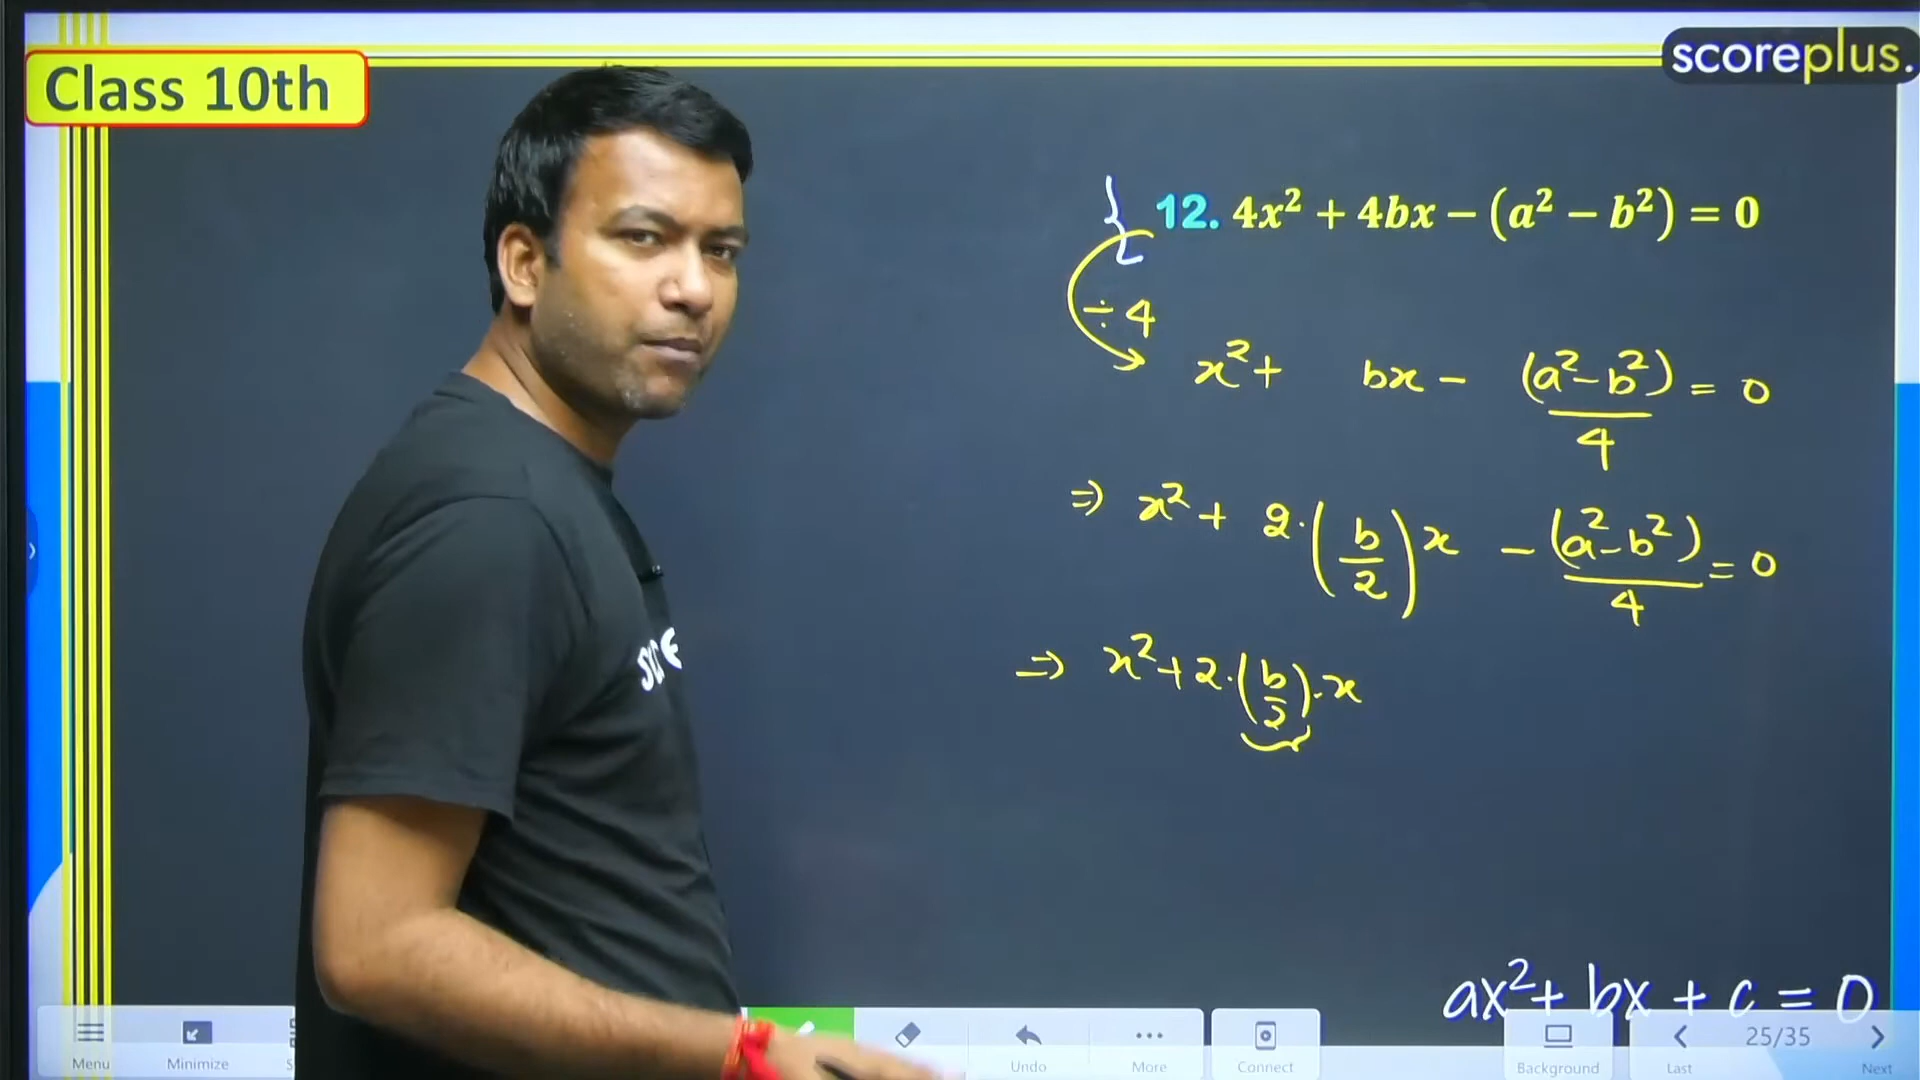 Class 10th
scoreplus.
12. 4x² + 4bx − (a² − b²) = 0
÷ 4
x² + bx − (a² − b²)/4 = 0
⇒ x² + 2·(b/2)x − (a² − b²)/4 = 0
⇒ x² + 2·(b/2)·x
ax² + bx + c = 0
Menu
Minimize
Undo
More
Connect
Background
Last
25/35
Next